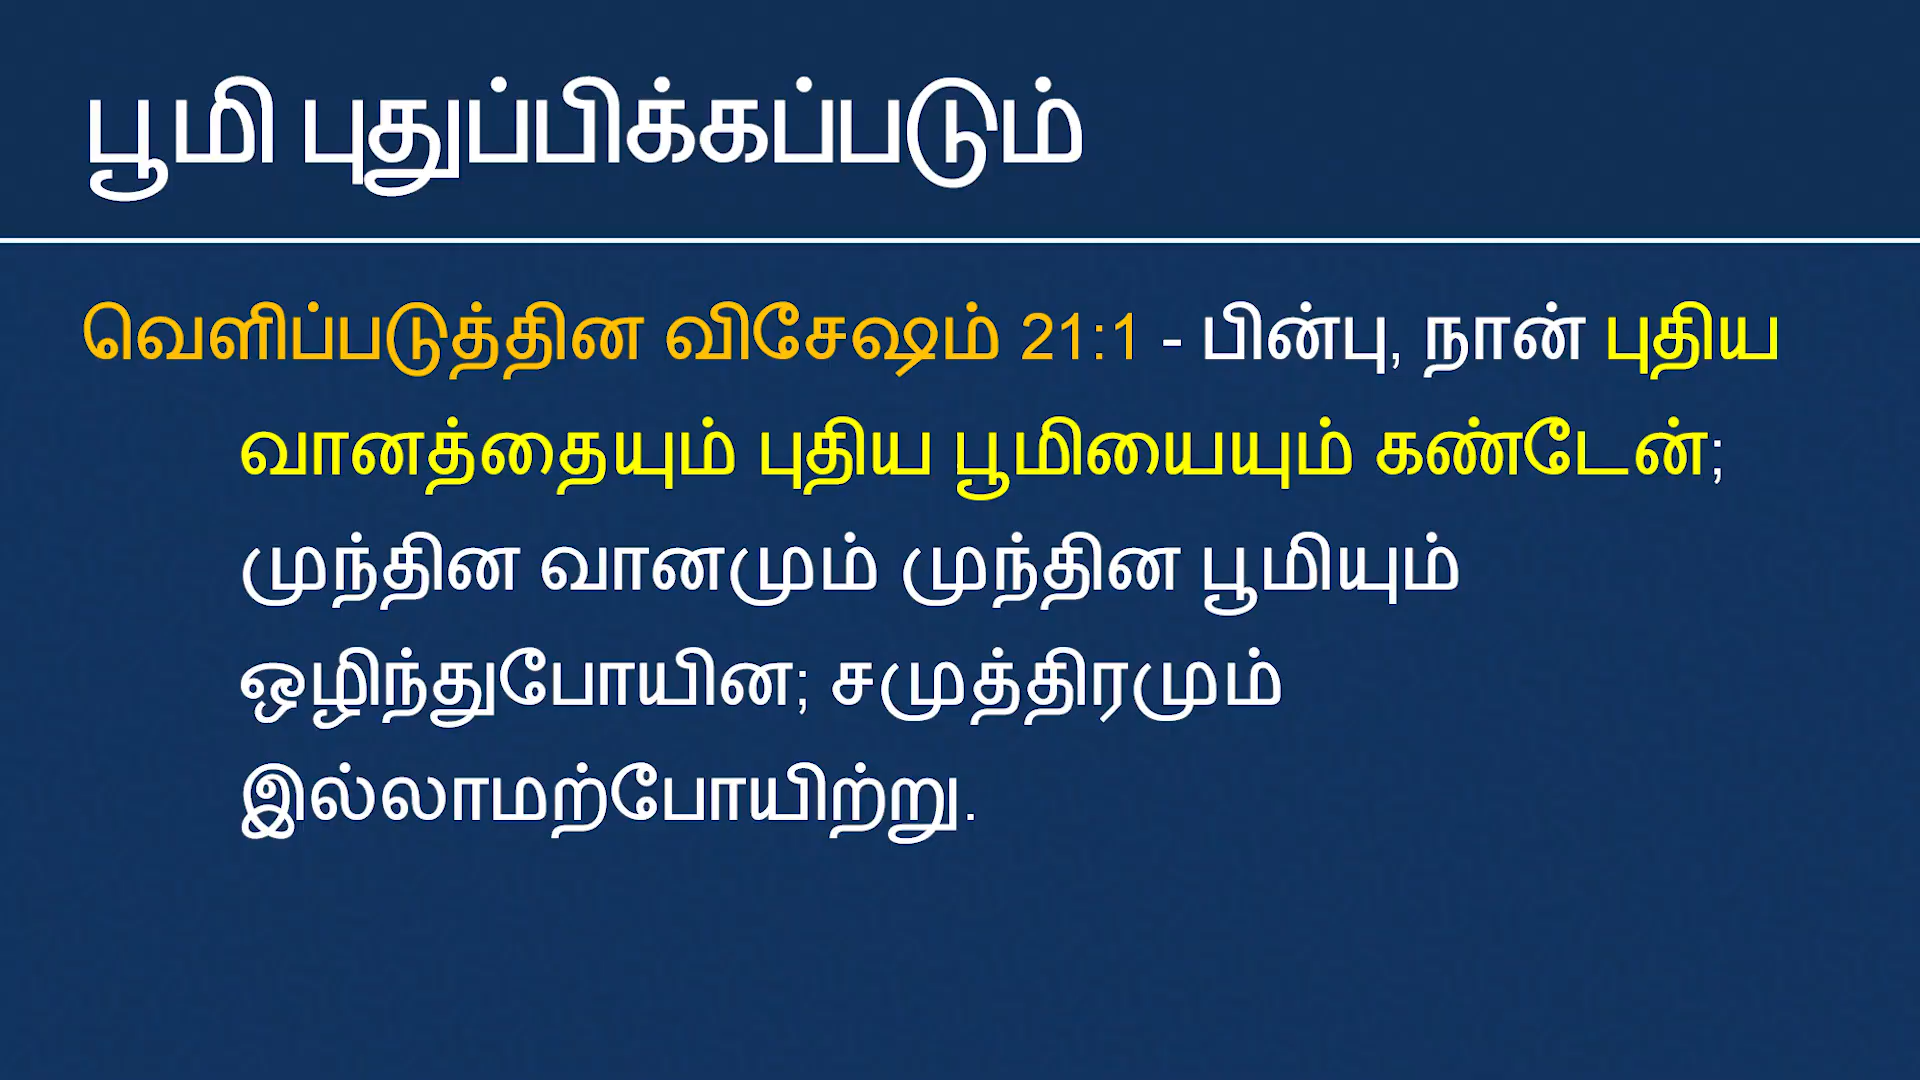 பூமி புதுப்பிக்கப்படும்
வெளிப்படுத்தின விசேஷம் 21:1 - பின்பு, நான் புதிய
வானத்தையும் புதிய பூமியையும் கண்டேன்;
முந்தின வானமும் முந்தின பூமியும்
ஒழிந்துபோயின; சமுத்திரமும்
இல்லாமற்போயிற்று.